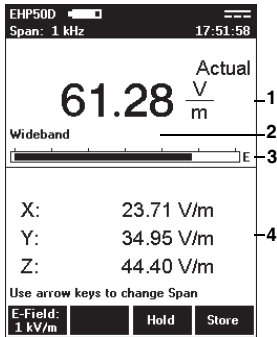 EHP50D
Span: 1 kHz 17:51:58
Actual
61.28 V/m
1
Wideband
2
E
3
X: 23.71 V/m
Y: 34.95 V/m
4
Z: 44.40 V/m
Use arrow keys to change Span
E-Field: 1 kV/m Hold Store